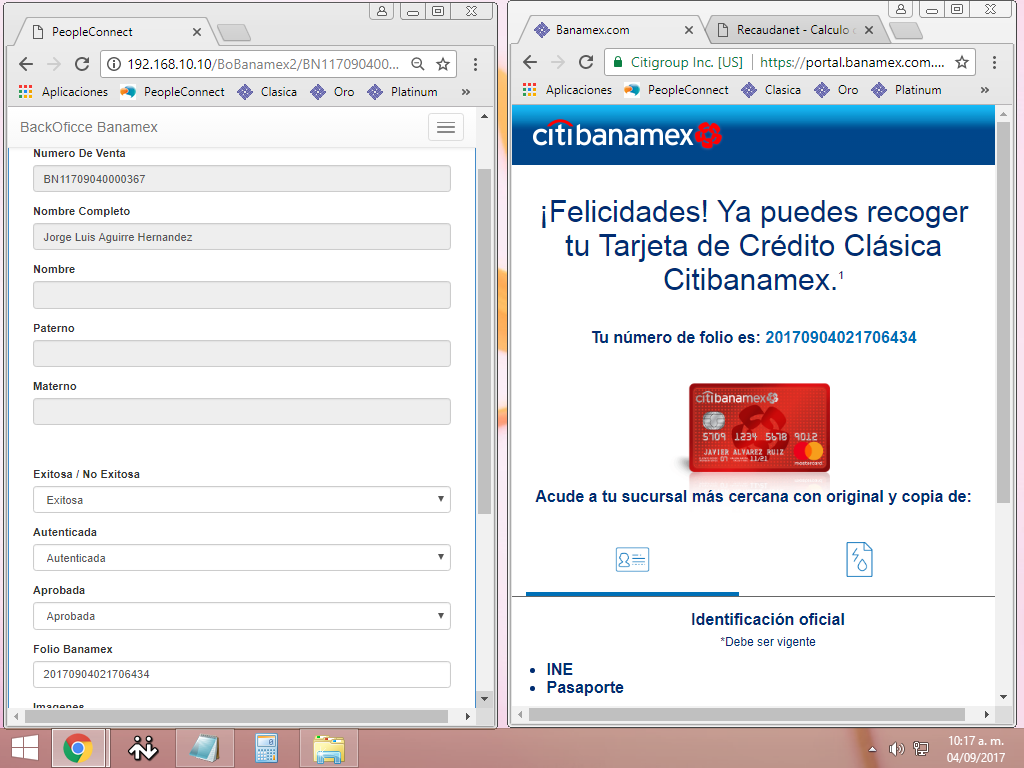 PeopleConnect
192.168.10.10/BoBanamex2/BN117090400...
Aplicaciones PeopleConnect Clasica Oro Platinum »
BackOficce Banamex
Numero De Venta
BN11709040000367
Nombre Completo
Jorge Luis Aguirre Hernandez
Nombre
Paterno
Materno
Exitosa / No Exitosa
Exitosa
Autenticada
Autenticada
Aprobada
Aprobada
Folio Banamex
20170904021706434
Imagenes
Banamex.com Recaudanet - Calculo
Citigroup Inc. [US] https://portal.banamex.com....
Aplicaciones PeopleConnect Clasica Oro Platinum »
citibanamex
¡Felicidades! Ya puedes recoger
tu Tarjeta de Crédito Clásica
Citibanamex.1
Tu número de folio es: 20170904021706434
citibanamex
5709 1234 5678 9012
JAVIER ALVAREZ RUIZ
07 11/21
mastercard
Acude a tu sucursal más cercana con original y copia de:
Identificación oficial
*Debe ser vigente
• INE
• Pasaporte
10:17 a. m.
04/09/2017